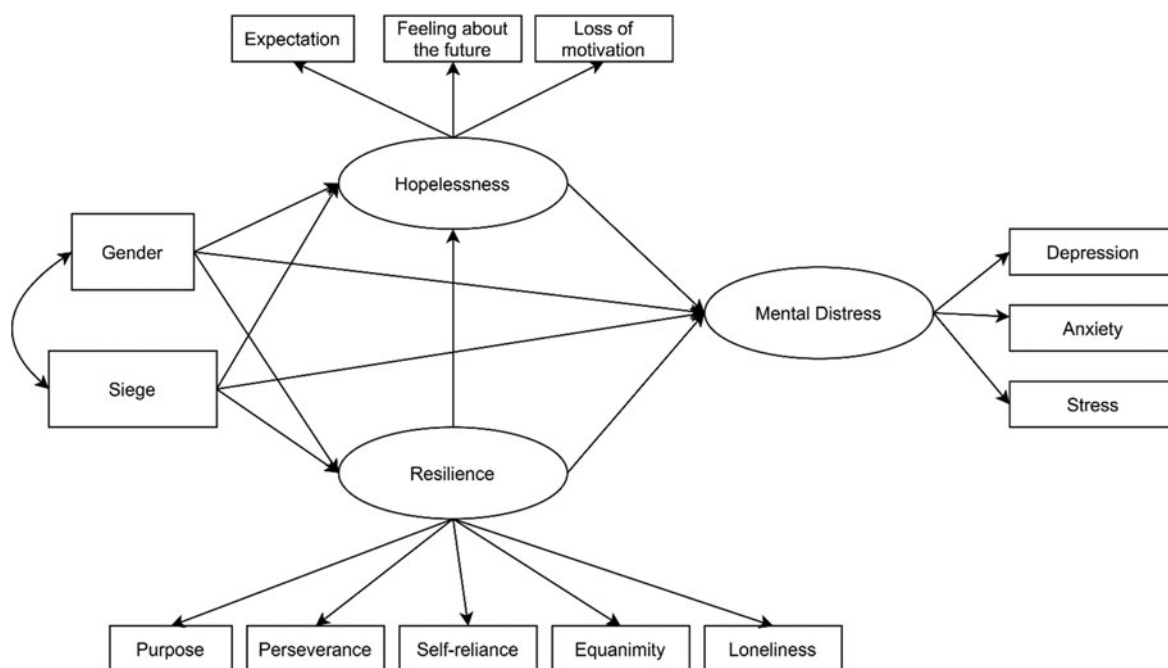 Expectation
Feeling about
the future
Loss of
motivation
Hopelessness
Gender
Depression
Mental Distress
Anxiety
Siege
Stress
Resilience
Purpose
Perseverance
Self-reliance
Equanimity
Loneliness